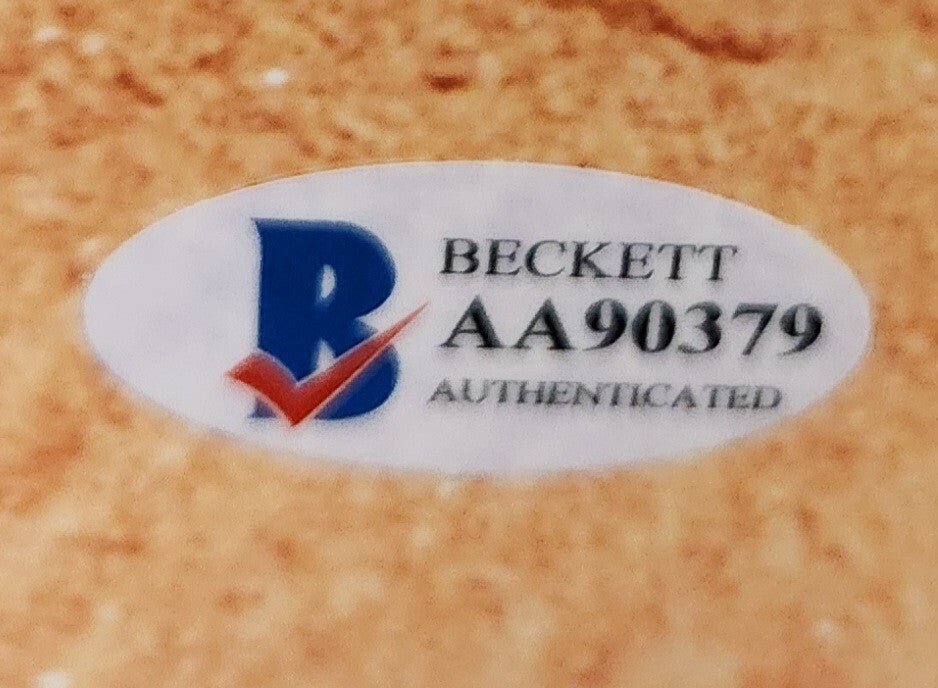 B
BECKETT
AA90379
AUTHENTICATED